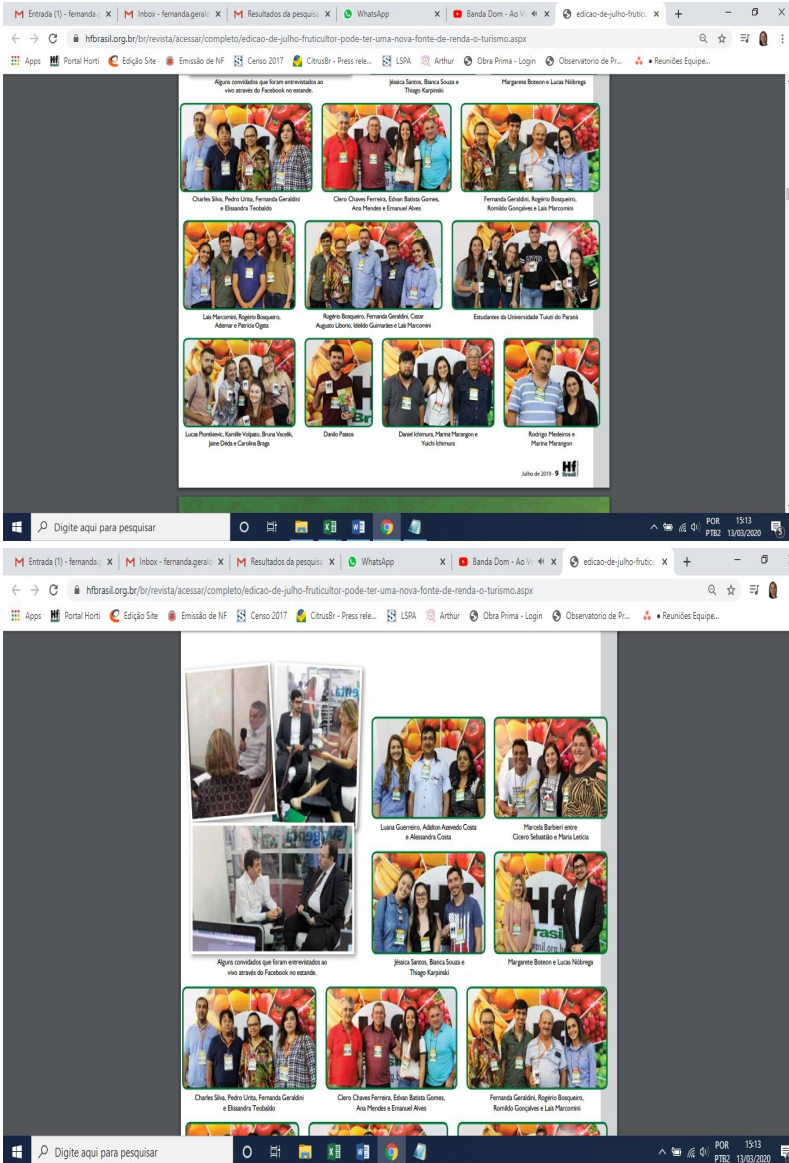 Entrada (1) - fernanda.g
Inbox - fernanda.gerald
Resultados da pesquisa
WhatsApp
Banda Dom - Ao Vi
edicao-de-julho-fruticu
hfbrasil.org.br/br/revista/acessar/completo/edicao-de-julho-fruticultor-pode-ter-uma-nova-fonte-de-renda-o-turismo.aspx
Apps Portal Horti Edição Site Emissão de NF Censo 2017 CitrusBr - Press rele... LSPA Arthur Obra Prima - Login Observatorio de Pr... Reuniões Equipe...
Alguns convidados que foram entrevistados ao
vivo através do Facebook no estande.
Jéssica Santos, Bianca Souza e
Thiago Karpinski
Margarete Boteon e Lucas Nóbrega
Charles Silva, Pedro Urita, Fernanda Geraldini
e Elissandra Teobaldo
Clero Chaves Ferreira, Edvan Batista Gomes,
Ana Mendes e Emanuel Alves
Fernanda Geraldini, Rogério Bosqueiro,
Romildo Gonçalves e Laís Marcomini
Laís Marcomini, Rogério Bosqueiro,
Ademar e Patrícia Ogata
Rogério Bosqueiro, Fernanda Geraldini, Cezar
Augusto Liborio, Ideildo Guimarães e Laís Marcomini
Estudantes da Universidade Tuiuti do Paraná
Lucas Piontkievic, Kamille Volpato, Bruna Vacelik,
Jaine Déda e Carolina Braga
Danilo Passos
Daniel Ichimura, Marina Marangon e
Yuichi Ichimura
Rodrigo Medeiros e
Marina Marangon
Julho de 2019 - 9 Hf Brasil
Digite aqui para pesquisar
POR 15:13
PTB2 13/03/2020
Entrada (1) - fernanda.g
Inbox - fernanda.gerald
Resultados da pesquisa
WhatsApp
Banda Dom - Ao Vi
edicao-de-julho-fruticu
hfbrasil.org.br/br/revista/acessar/completo/edicao-de-julho-fruticultor-pode-ter-uma-nova-fonte-de-renda-o-turismo.aspx
Apps Portal Horti Edição Site Emissão de NF Censo 2017 CitrusBr - Press rele... LSPA Arthur Obra Prima - Login Observatorio de Pr... Reuniões Equipe...
Luana Guerreiro, Adailton Azevedo Costa
e Alessandra Costa
Marcela Barbieri entre
Cicero Sebastião e Maria Leticia
Hf
Brasil
Alguns convidados que foram entrevistados ao
vivo através do Facebook no estande.
Jéssica Santos, Bianca Souza e
Thiago Karpinski
Margarete Boteon e Lucas Nóbrega
Charles Silva, Pedro Urita, Fernanda Geraldini
e Elissandra Teobaldo
Clero Chaves Ferreira, Edvan Batista Gomes,
Ana Mendes e Emanuel Alves
Fernanda Geraldini, Rogério Bosqueiro,
Romildo Gonçalves e Laís Marcomini
Digite aqui para pesquisar
POR 15:13
PTB2 13/03/2020